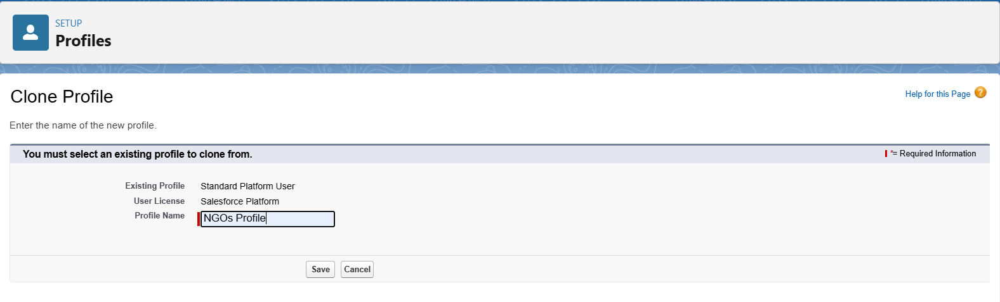 SETUP
Profiles
Clone Profile
Help for this Page ?
Enter the name of the new profile.
You must select an existing profile to clone from.
*= Required Information
Existing Profile Standard Platform User
User License Salesforce Platform
Profile Name NGOs Profile
Save Cancel